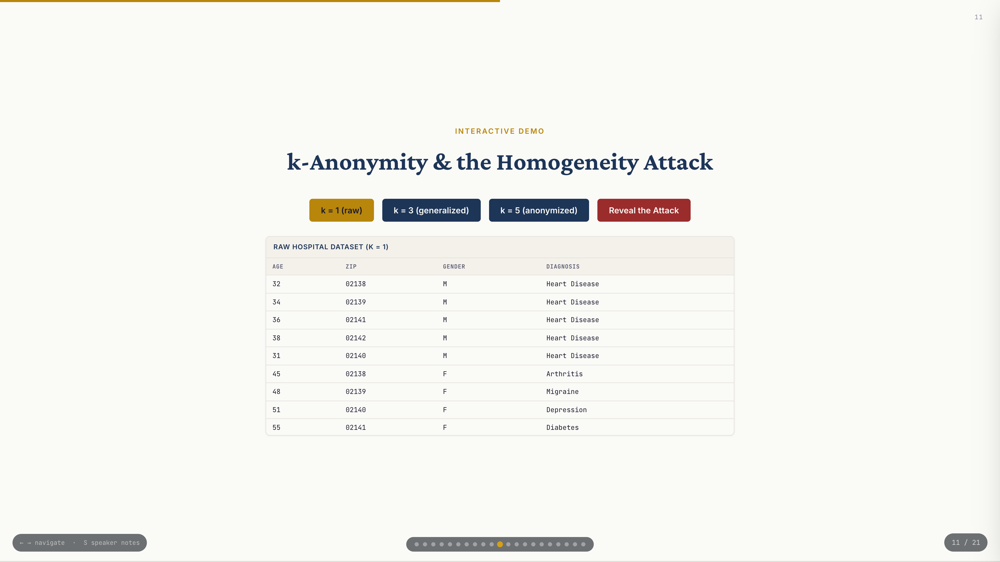 11
INTERACTIVE DEMO
k-Anonymity & the Homogeneity Attack
k = 1 (raw) k = 3 (generalized) k = 5 (anonymized) Reveal the Attack
RAW HOSPITAL DATASET (K = 1)
AGE ZIP GENDER DIAGNOSIS
32 02138 M Heart Disease
34 02139 M Heart Disease
36 02141 M Heart Disease
38 02142 M Heart Disease
31 02140 M Heart Disease
45 02138 F Arthritis
48 02139 F Migraine
51 02140 F Depression
55 02141 F Diabetes
← → navigate · S speaker notes
11 / 21